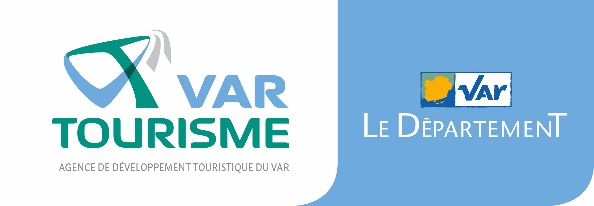 VAR
TOURISME
AGENCE DE DÉVELOPPEMENT TOURISTIQUE DU VAR
Var
LE DÉPARTEMENT